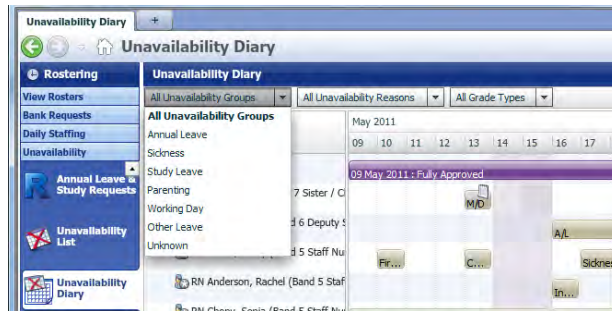 Unavailability Diary +
Unavailability Diary
Rostering
View Rosters
Bank Requests
Daily Staffing
Unavailability
Annual Leave &
Study Requests
Unavailability
List
Unavailability
Diary
Unavailability Diary
All Unavailability Groups All Unavailability Reasons All Grade Types
All Unavailability Groups
Annual Leave
Sickness
Study Leave
Parenting
Working Day
Other Leave
Unknown
May 2011
09 10 11 12 13 14 15 16 17
09 May 2011 : Fully Approved
7 Sister / Cl
M/D
6 Deputy S
A/L
d 5 Staff Nu
Fir... C... Sickne
RN Anderson, Rachel (Band 5 Staf
In...